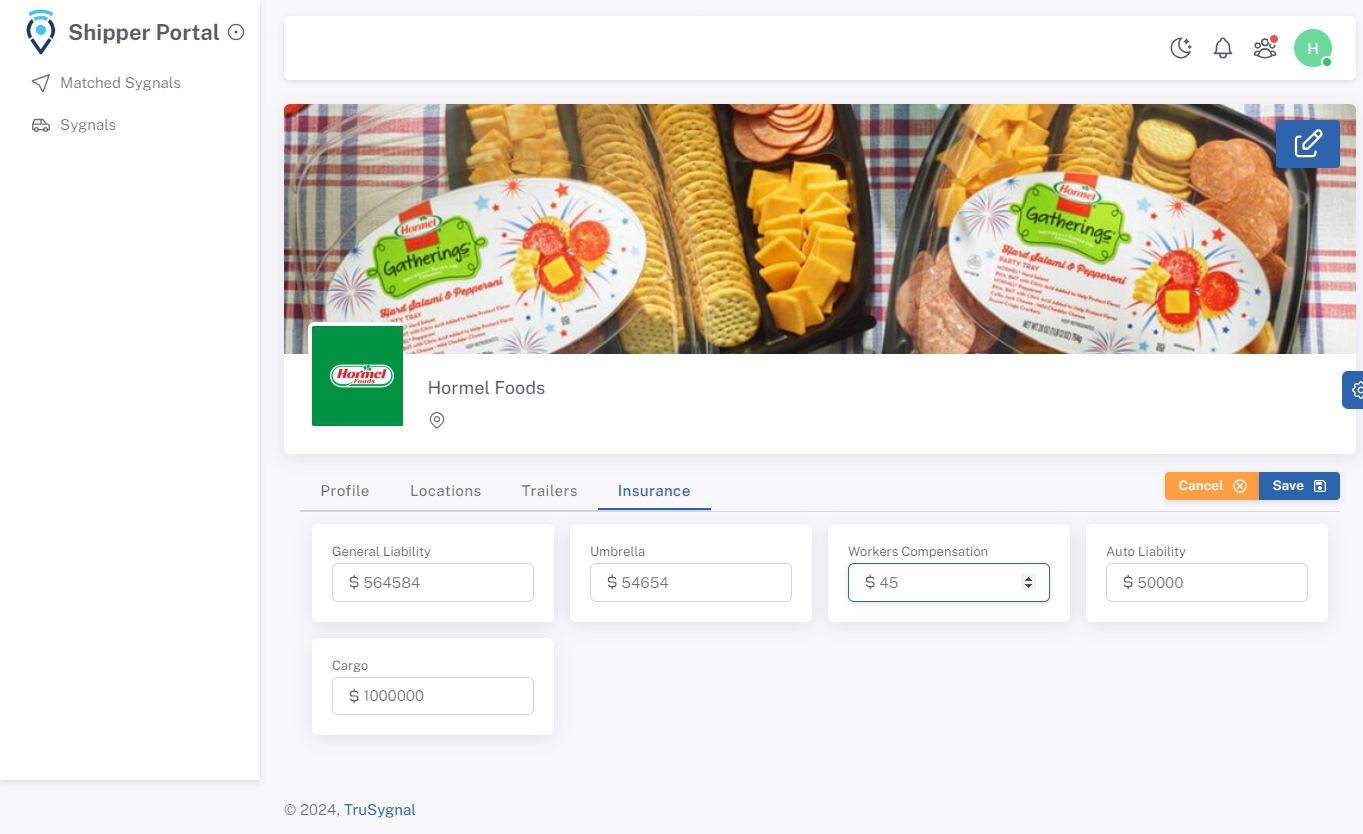 Shipper Portal
Matched Sygnals
Sygnals
H
Hormel
Gatherings
Hard Salami & Pepperoni
PARTY TRAY
Hormel
Gatherings
Hard Salami & Pepperoni
PARTY TRAY
Hormel
Foods
Hormel Foods
Profile
Locations
Trailers
Insurance
Cancel
Save
General Liability
$ 564584
Umbrella
$ 54654
Workers Compensation
$ 45
Auto Liability
$ 50000
Cargo
$ 1000000
© 2024, TruSygnal